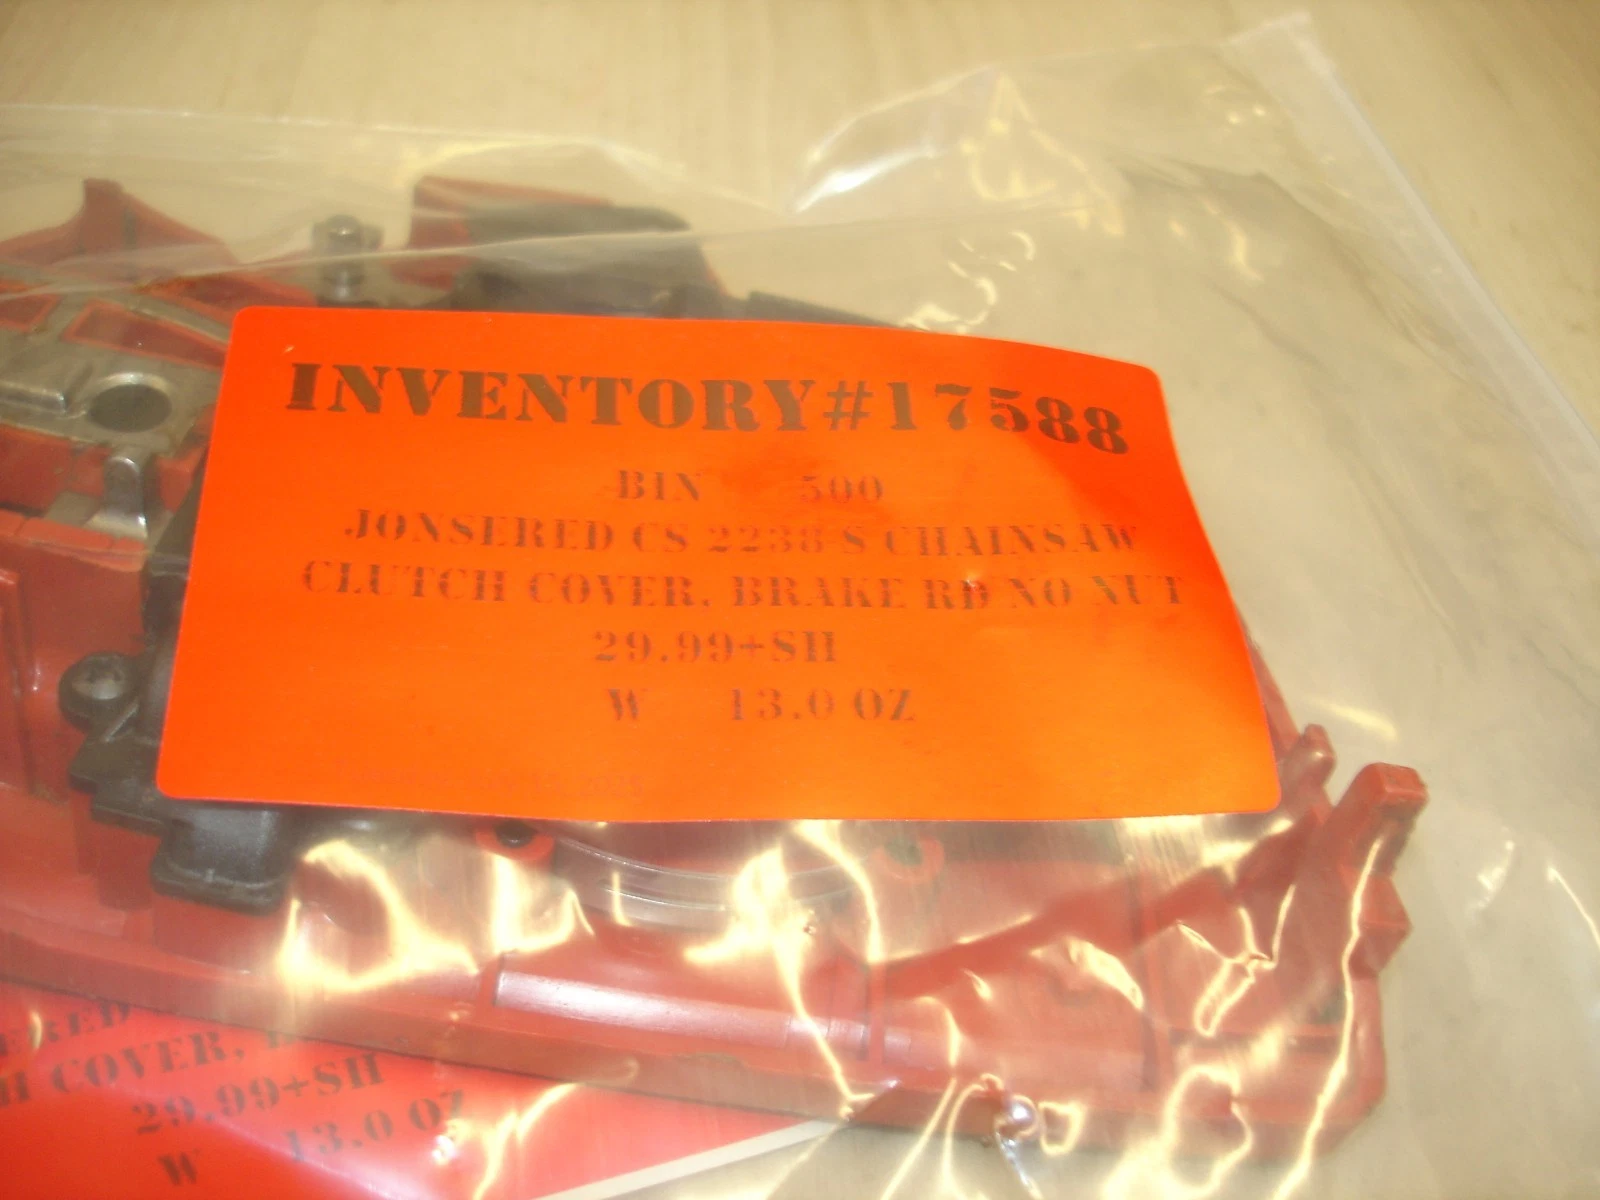 INVENTORY#17588
BIN 500
JONSERED CS 2238 S CHAINSAW
CLUTCH COVER, BRAKE RD NO NUT
29.99+SH
W 13.0 OZ
COVER,
29.99+SH
W 13.0 OZ